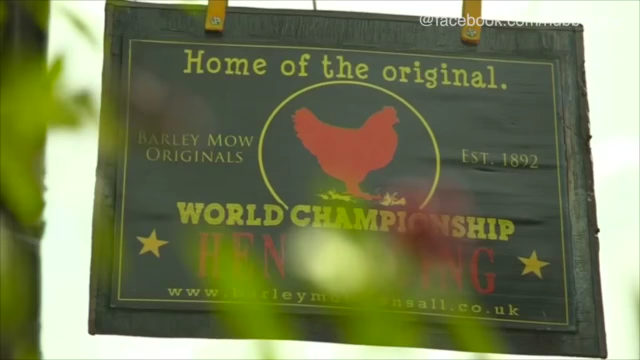 @facebook.com/
Home of the original.
BARLEY MOW
ORIGINALS
EST. 1892
WORLD CHAMPIONSHIP
HEN